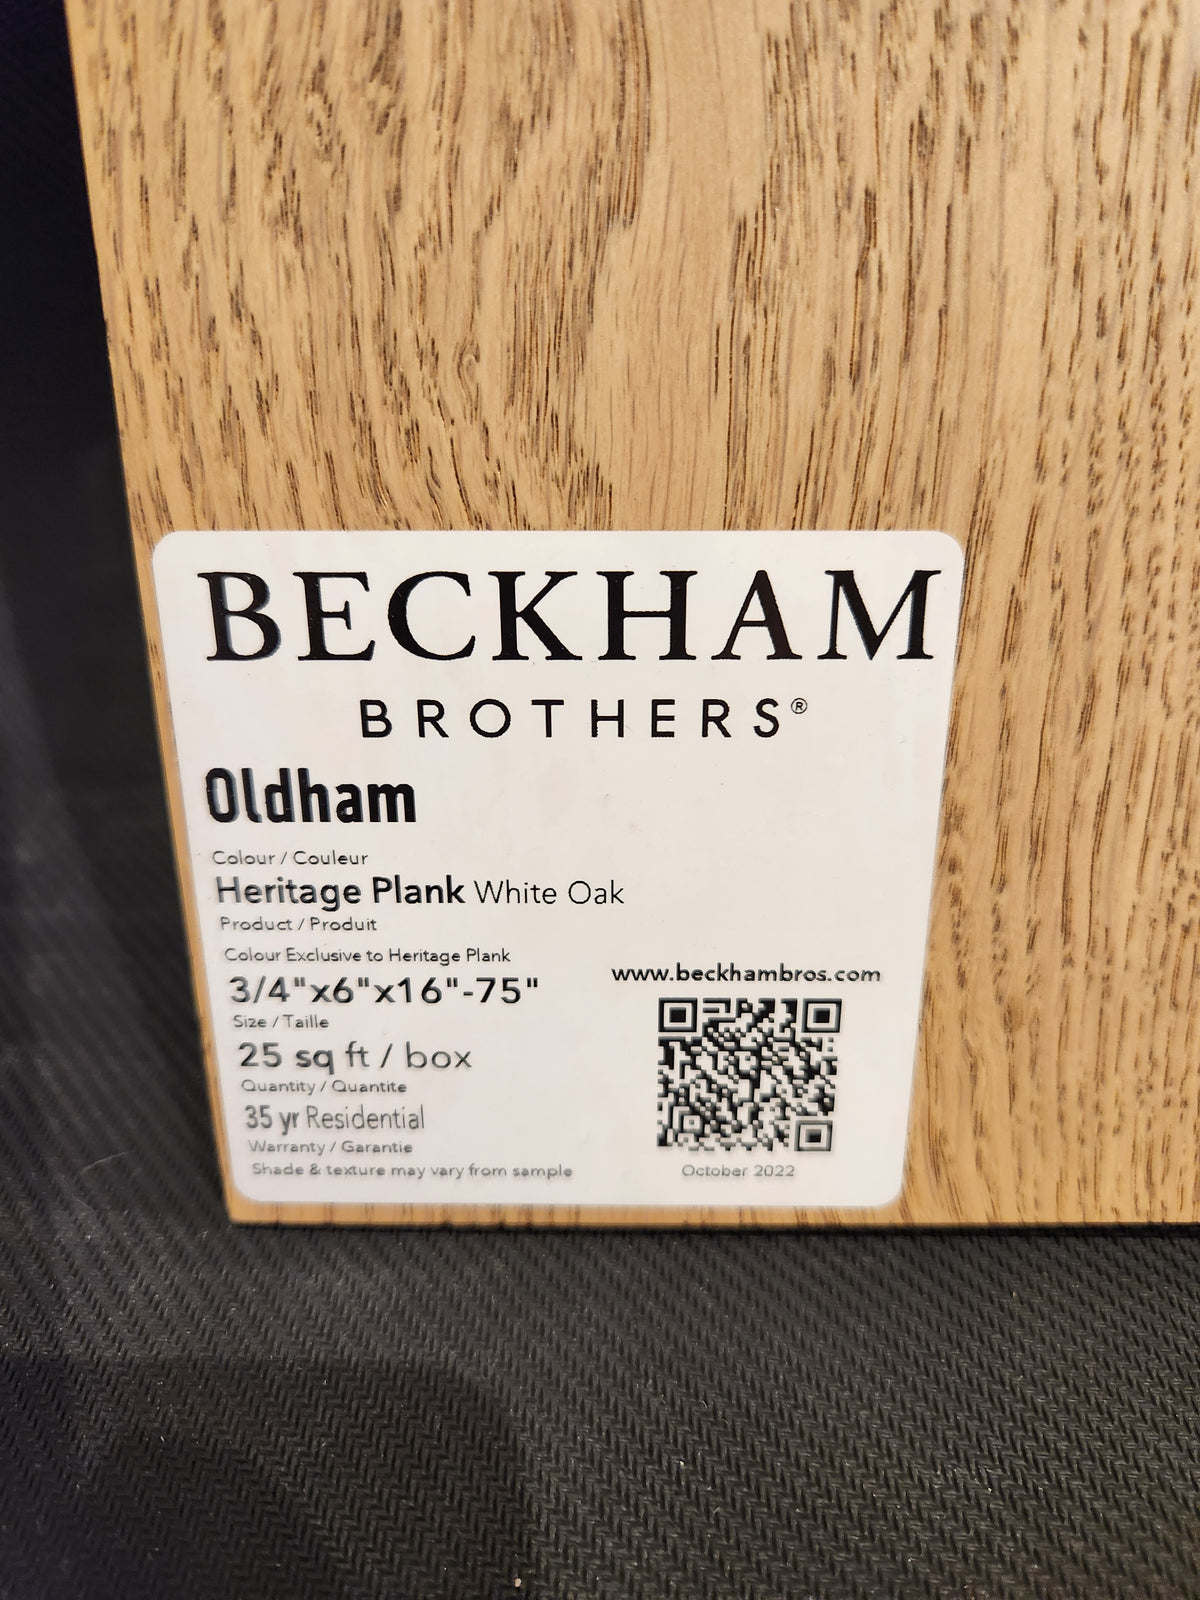 BECKHAM
BROTHERS®
Oldham
Colour / Couleur
Heritage Plank White Oak
Product / Produit
Colour Exclusive to Heritage Plank
3/4"x6"x16"-75"
Size / Taille
25 sq ft / box
Quantity / Quantite
35 yr Residential
Warranty / Garantie
Shade & texture may vary from sample
www.beckhambros.com
October 2022